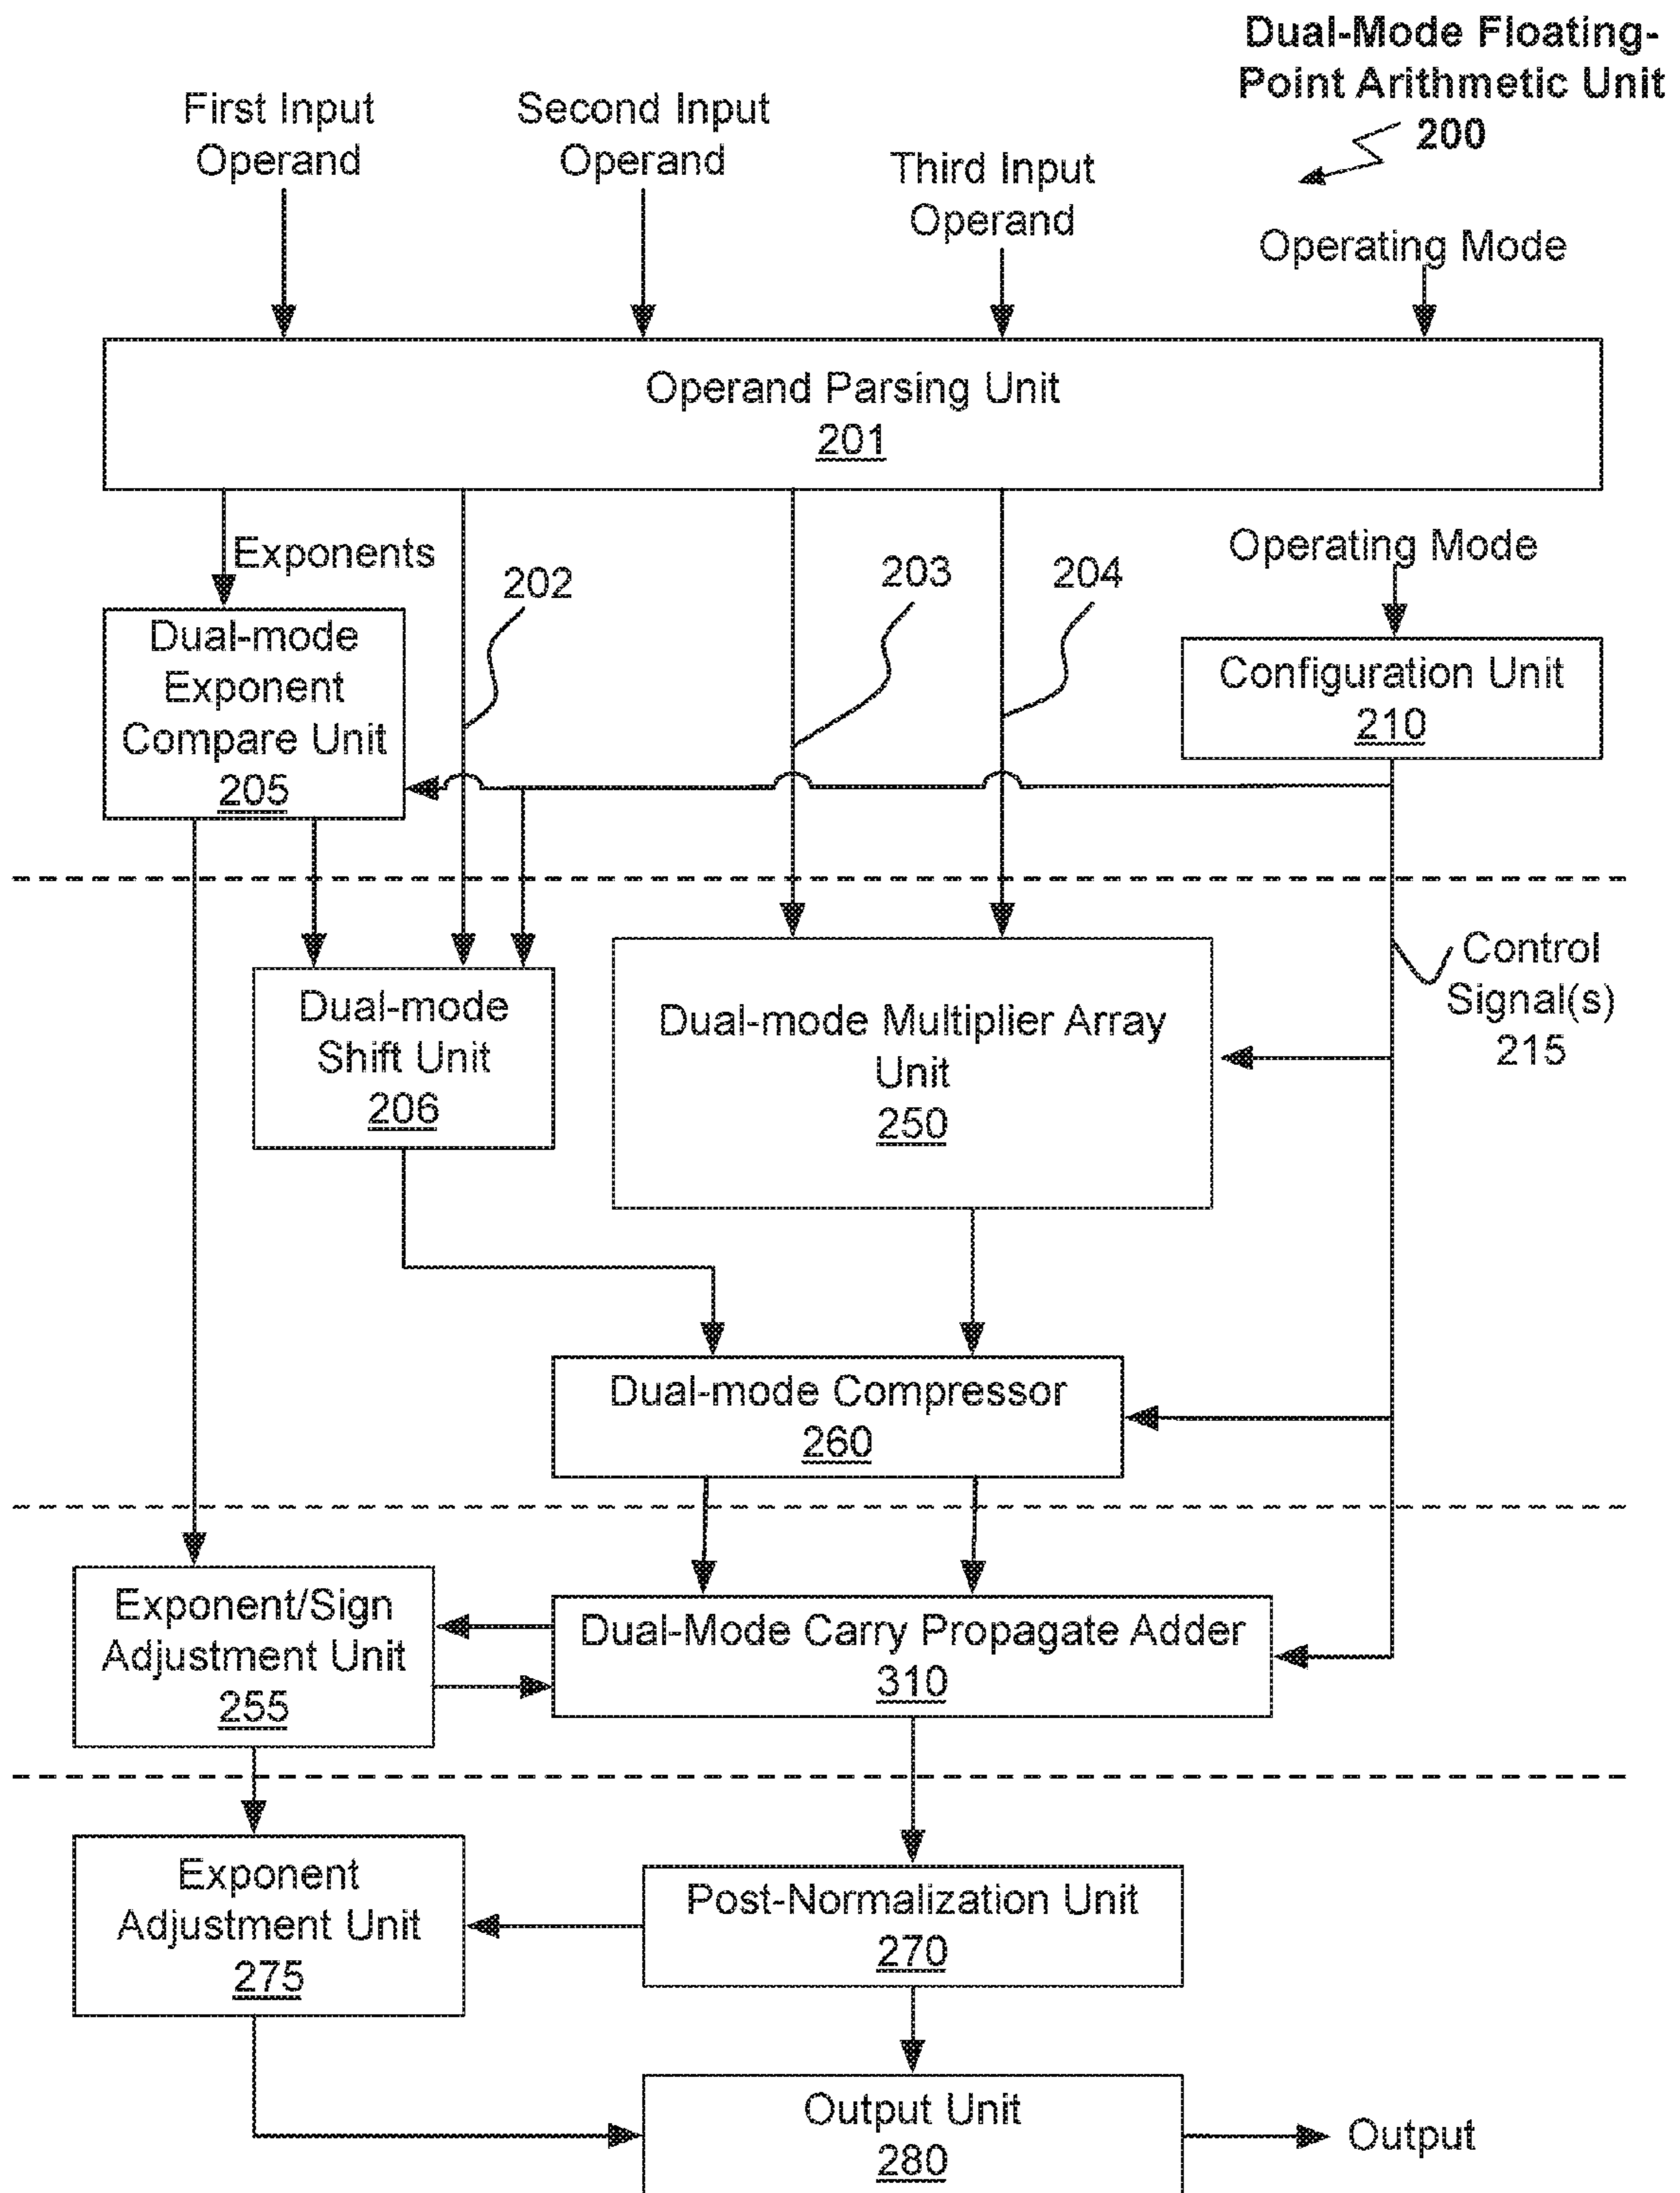 Dual-Mode Floating-
Point Arithmetic Unit
200
First Input
Operand
Second Input
Operand
Third Input
Operand
Operating Mode
Operand Parsing Unit
201
Exponents
202
203
204
Operating Mode
Dual-mode
Exponent
Compare Unit
205
Configuration Unit
210
Control
Signal(s)
215
Dual-mode
Shift Unit
206
Dual-mode Multiplier Array
Unit
250
Dual-mode Compressor
260
Exponent/Sign
Adjustment Unit
255
Dual-Mode Carry Propagate Adder
310
Exponent
Adjustment Unit
275
Post-Normalization Unit
270
Output Unit
280
Output